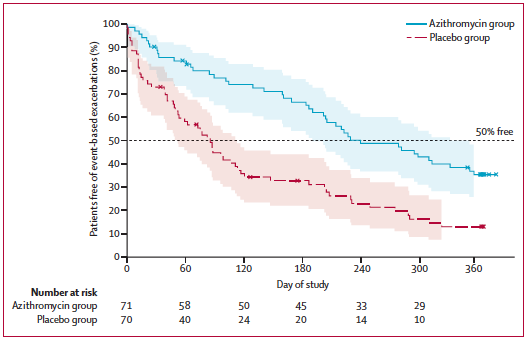 Azithromycin group
Placebo group
Patients free of event-based exacerbations (%)
100
90
80
70
60
50
40
30
20
10
0
50% free
0 60 120 180 240 300 360
Day of study
Number at risk
Azithromycin group 71 58 50 45 33 29
Placebo group 70 40 24 20 14 10